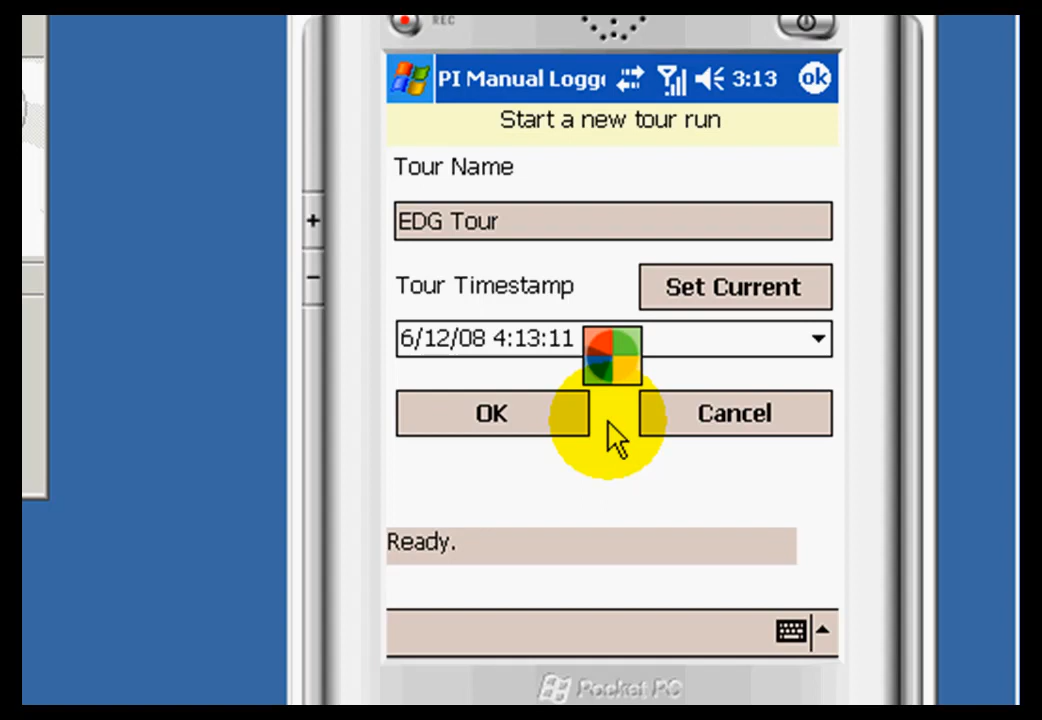 REC
PI Manual Logg 3:13 ok
Start a new tour run
Tour Name
EDG Tour
Tour Timestamp
Set Current
6/12/08 4:13:11
OK
Cancel
Ready.
Pocket PC